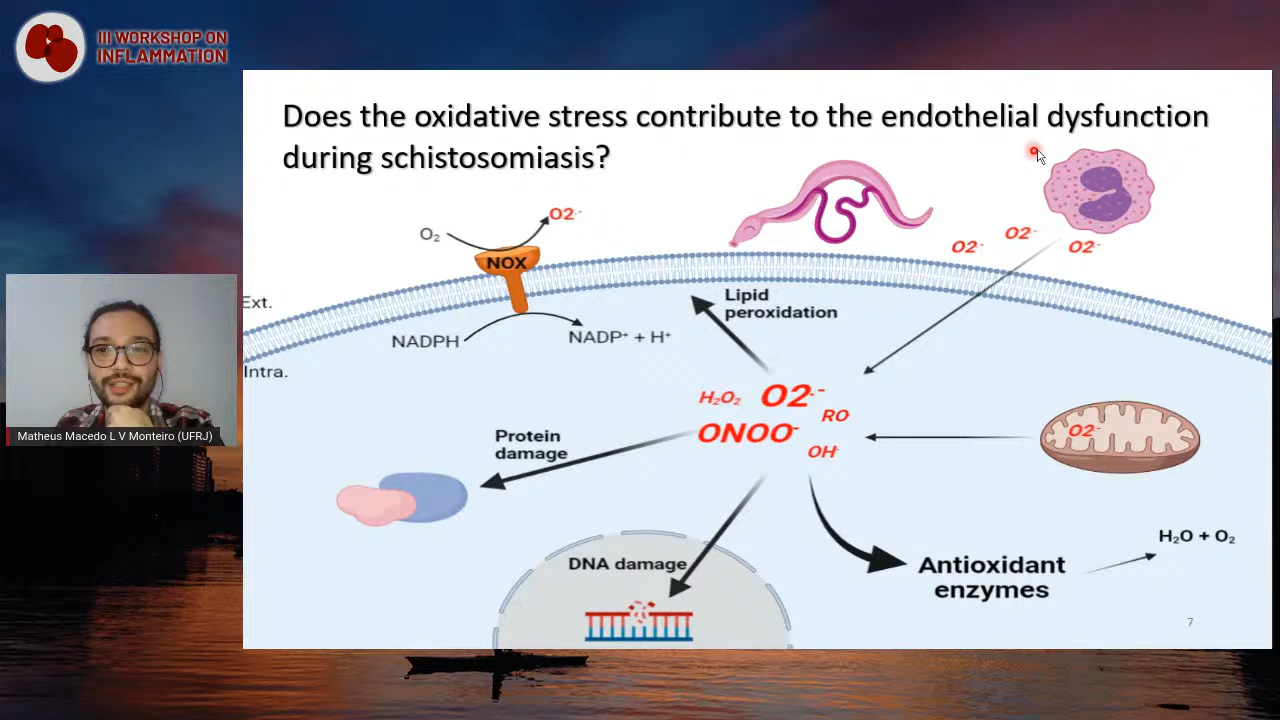 III WORKSHOP ON
INFLAMMATION
Does the oxidative stress contribute to the endothelial dysfunction
during schistosomiasis?
O₂
O2·⁻
NOX
NADPH
NADP⁺ + H⁺
Ext.
Intra.
O2·⁻
O2·⁻
O2·⁻
Lipid
peroxidation
H₂O₂
O2·⁻
RO
ONOO⁻
OH·
O2·⁻
Protein
damage
DNA damage
Antioxidant
enzymes
H₂O + O₂
7
Matheus Macedo L V Monteiro (UFRJ)